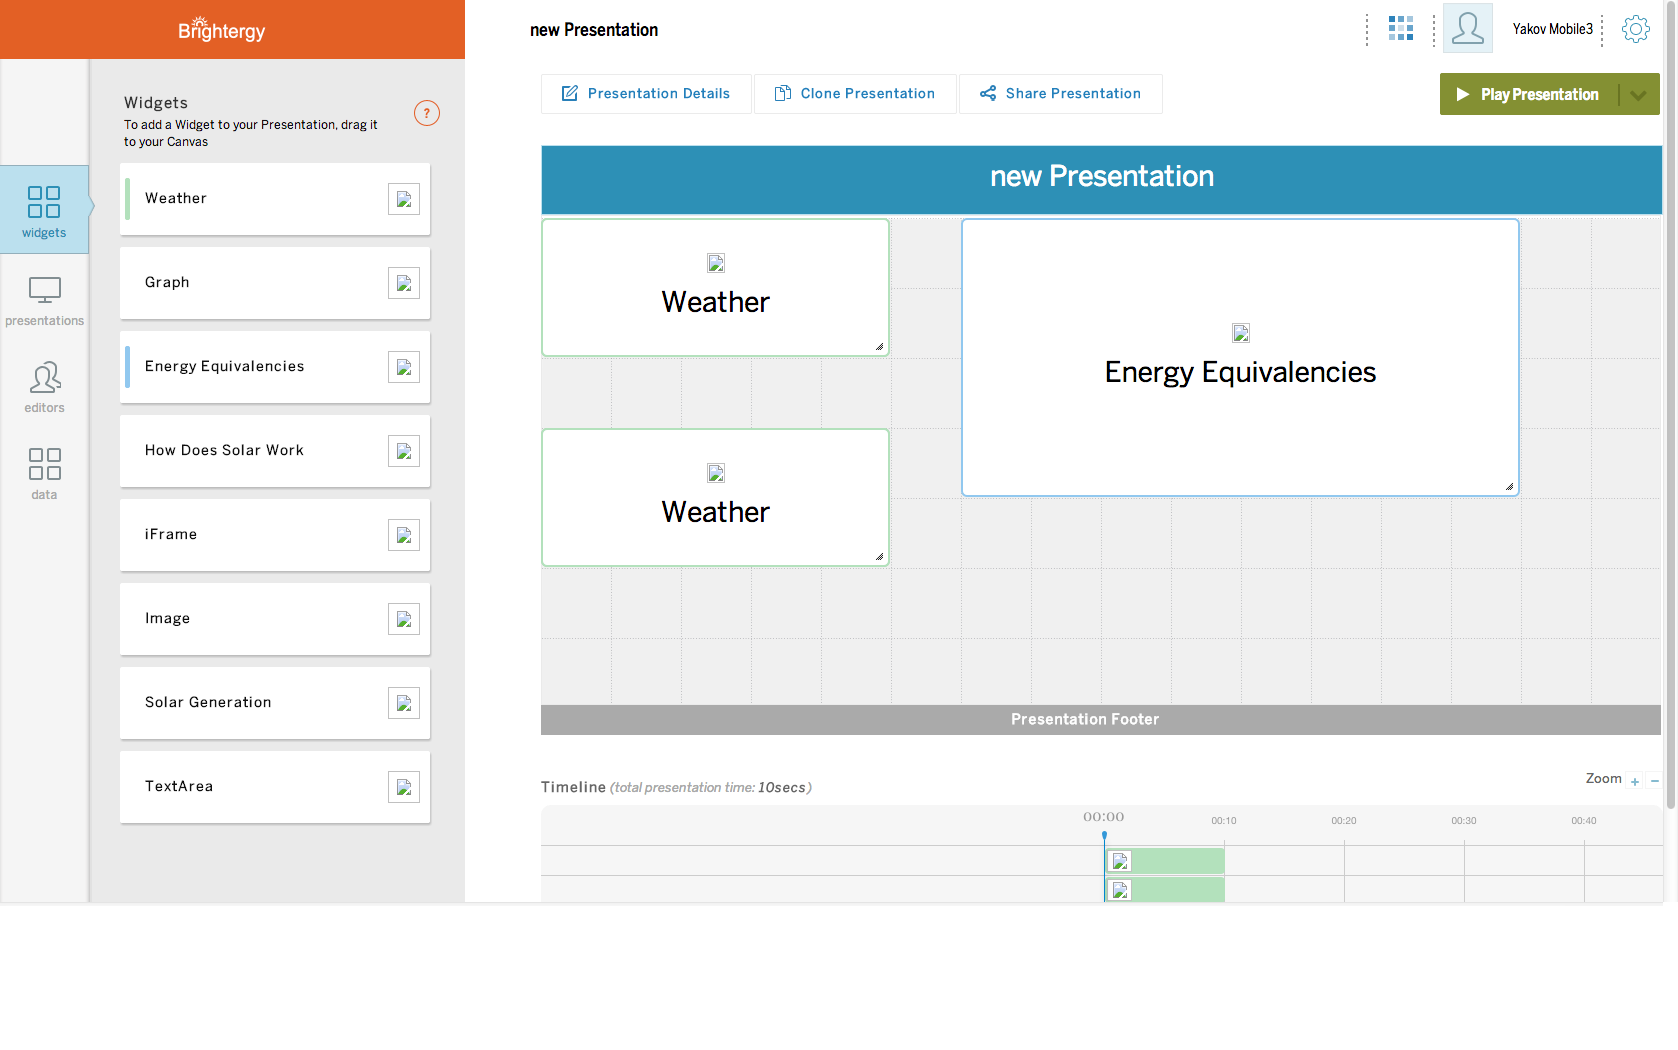 Brightergy
new Presentation
Yakov Mobile3
Widgets
To add a Widget to your Presentation, drag it
to your Canvas
?
Presentation Details
Clone Presentation
Share Presentation
Play Presentation
widgets
presentations
editors
data
Weather
Graph
Energy Equivalencies
How Does Solar Work
iFrame
Image
Solar Generation
TextArea
new Presentation
Weather
Energy Equivalencies
Weather
Presentation Footer
Timeline (total presentation time: 10secs)
Zoom + −
00:00
00:10
00:20
00:30
00:40